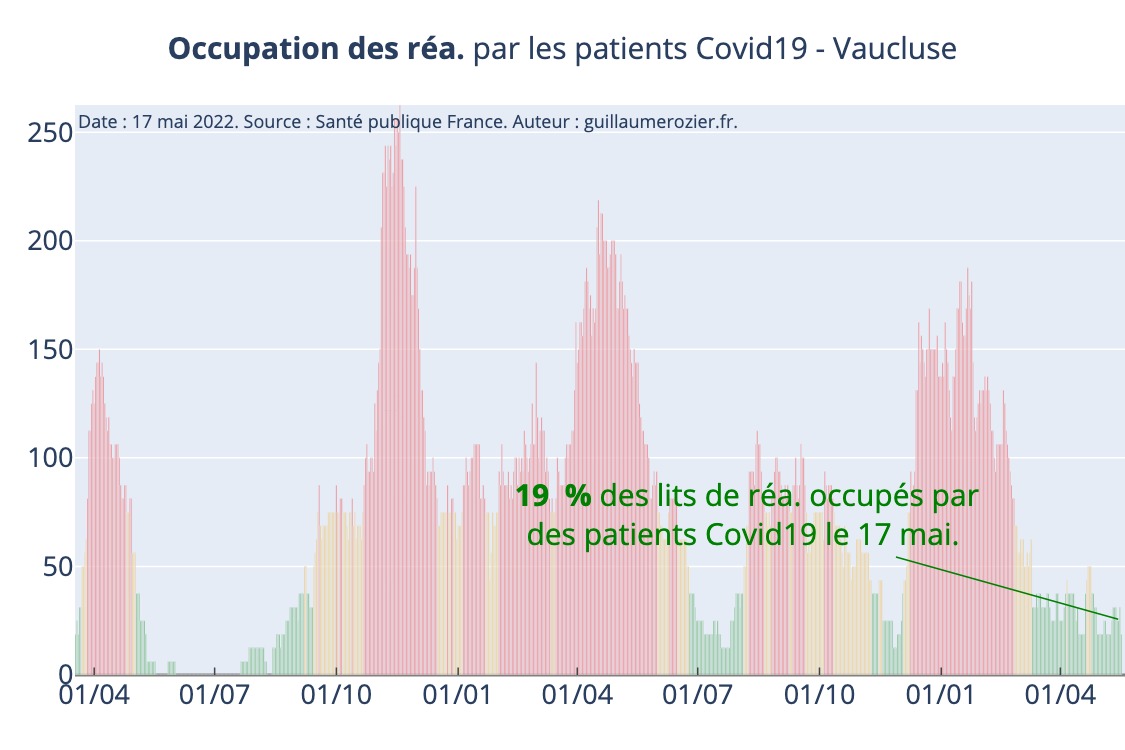 Occupation des réa. par les patients Covid19 - Vaucluse
Date : 17 mai 2022. Source : Santé publique France. Auteur : guillaumerozier.fr.
250
200
150
100
50
0
19 % des lits de réa. occupés par
des patients Covid19 le 17 mai.
01/04 01/07 01/10 01/01 01/04 01/07 01/10 01/01 01/04